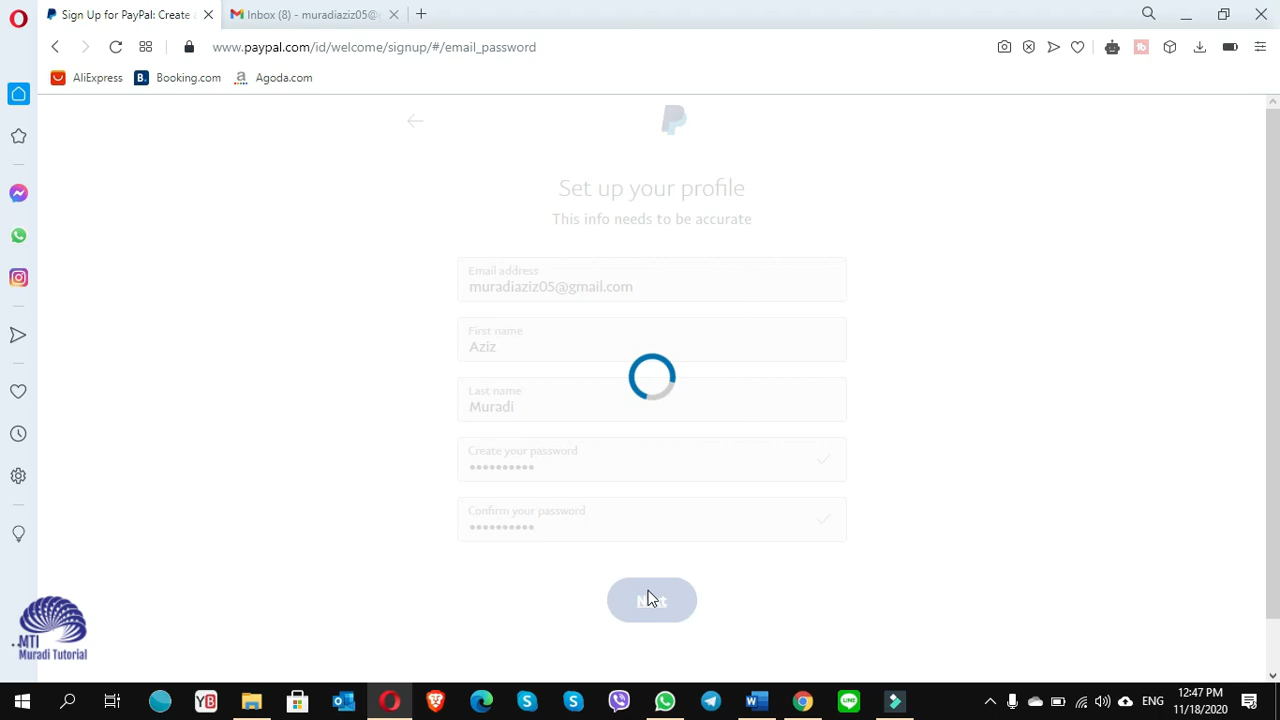 Sign Up for PayPal: Create a
Inbox (8) - muradiaziz05@g
www.paypal.com/id/welcome/signup/#/email_password
AliExpress
B. Booking.com
a Agoda.com
Set up your profile
This info needs to be accurate
Email address
muradiaziz05@gmail.com
First name
Aziz
Last name
Muradi
Create your password
••••••••••
Confirm your password
••••••••••
Next
MTI
Muradi Tutorial
YB
ENG
12:47 PM
11/18/2020